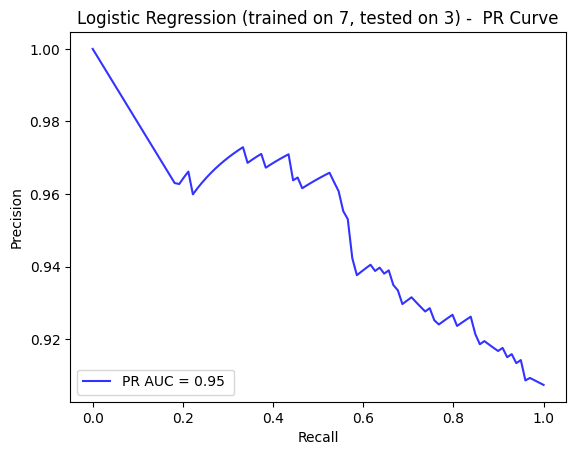 Logistic Regression (trained on 7, tested on 3) -  PR Curve
1.00
0.98
0.96
0.94
0.92
Precision
PR AUC = 0.95
0.0 0.2 0.4 0.6 0.8 1.0
Recall